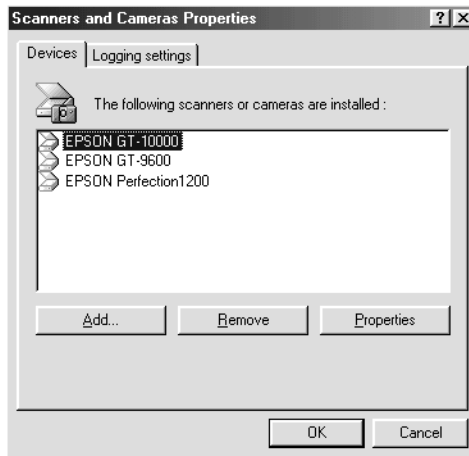 Scanners and Cameras Properties
Devices
Logging settings
The following scanners or cameras are installed :
EPSON GT-10000
EPSON GT-9600
EPSON Perfection1200
Add...
Remove
Properties
OK
Cancel